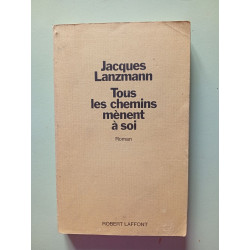 Jacques
Lanzmann
Tous
les chemins
mènent
à soi
Roman
ROBERT LAFFONT